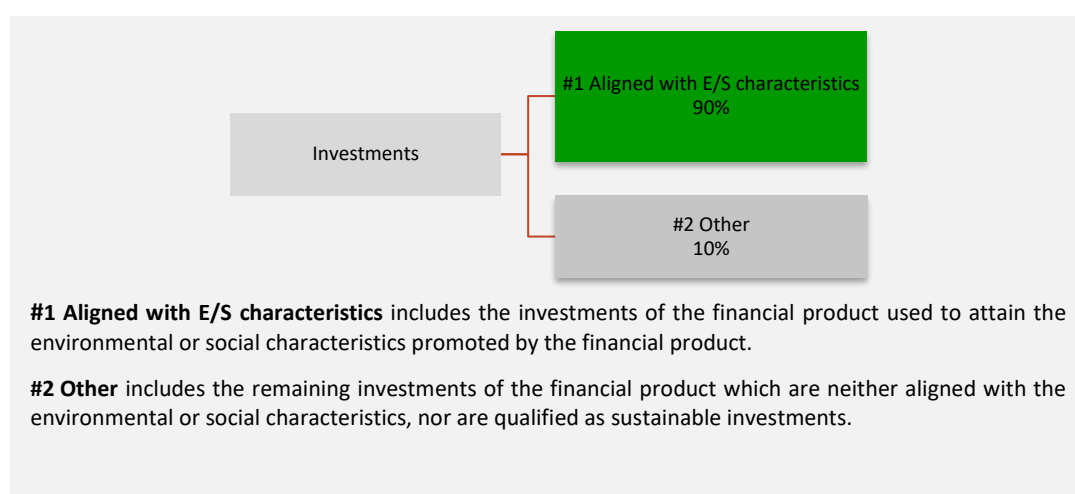 #1 Aligned with E/S characteristics
90%
Investments
#2 Other
10%
#1 Aligned with E/S characteristics includes the investments of the financial product used to attain the
environmental or social characteristics promoted by the financial product.
#2 Other includes the remaining investments of the financial product which are neither aligned with the
environmental or social characteristics, nor are qualified as sustainable investments.